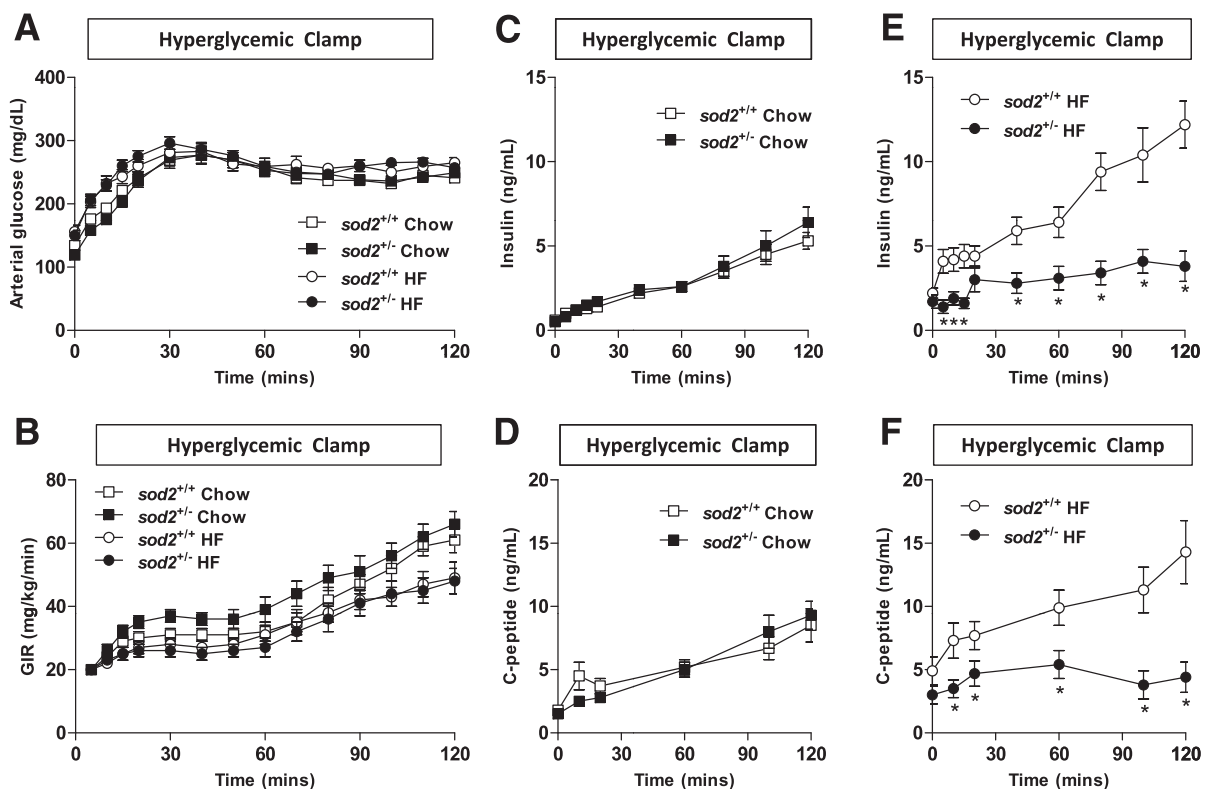 A
Hyperglycemic Clamp
400
300
200
100
0
Arterial glucose (mg/dL)
sod2+/+ Chow
sod2+/- Chow
sod2+/+ HF
sod2+/- HF
0 30 60 90 120
Time (mins)
C
Hyperglycemic Clamp
15
10
5
0
Insulin (ng/mL)
sod2+/+ Chow
sod2+/- Chow
0 30 60 90 120
Time (mins)
E
Hyperglycemic Clamp
15
10
5
0
Insulin (ng/mL)
sod2+/+ HF
sod2+/- HF
*** * * * * *
0 30 60 90 120
Time (mins)
B
Hyperglycemic Clamp
80
60
40
20
0
GIR (mg/kg/min)
sod2+/+ Chow
sod2+/- Chow
sod2+/+ HF
sod2+/- HF
0 30 60 90 120
Time (mins)
D
Hyperglycemic Clamp
20
15
10
5
0
C-peptide (ng/mL)
sod2+/+ Chow
sod2+/- Chow
0 30 60 90 120
Time (mins)
F
Hyperglycemic Clamp
20
15
10
5
0
C-peptide (ng/mL)
sod2+/+ HF
sod2+/- HF
* * * * *
0 30 60 90 120
Time (mins)